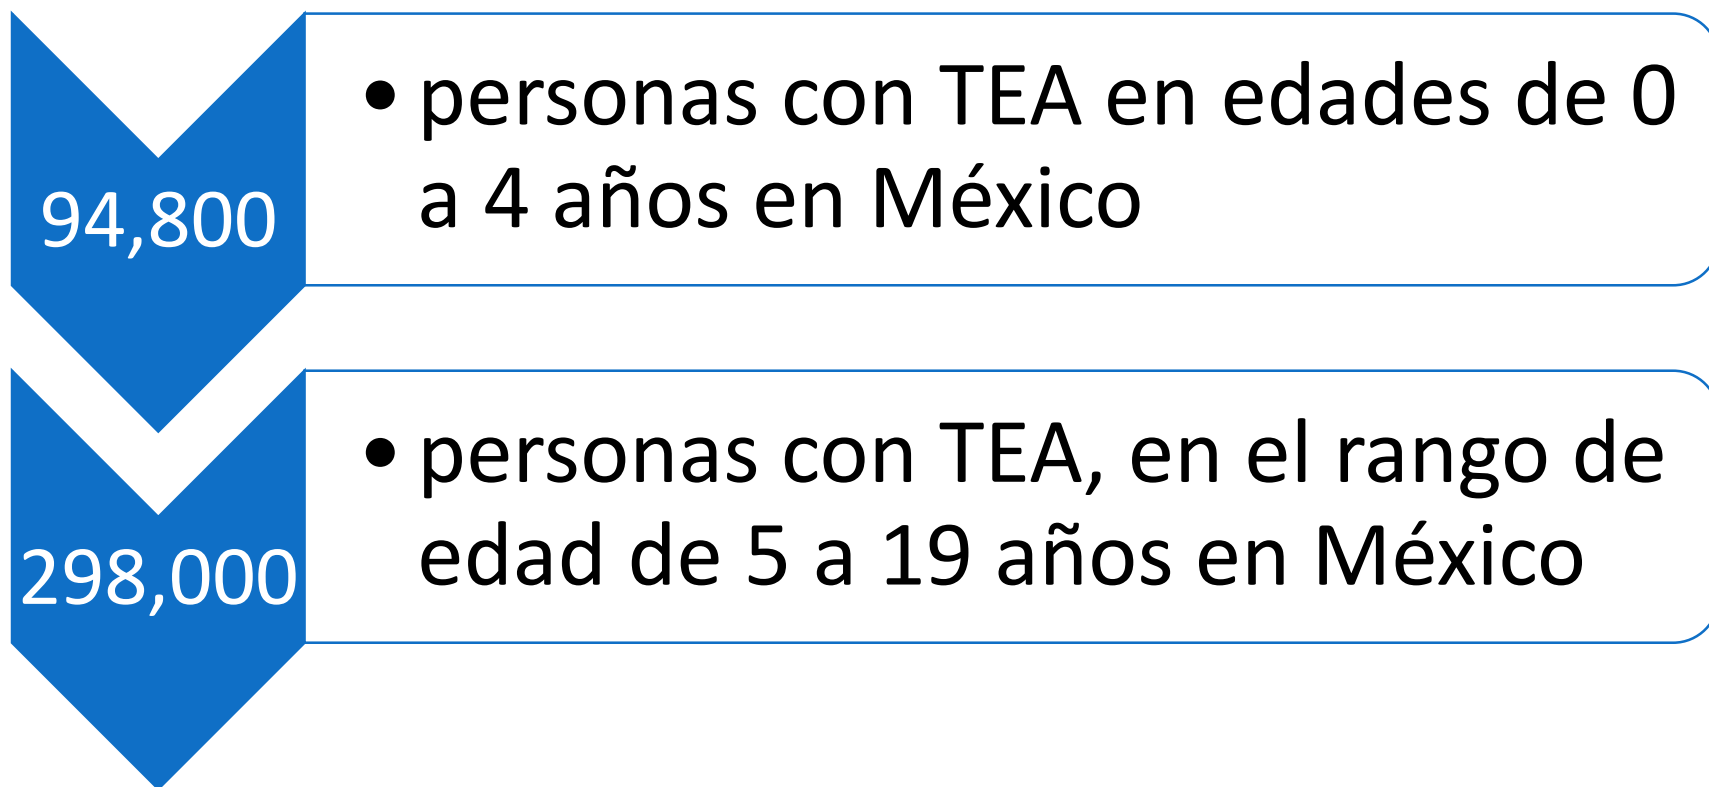 94,800
• personas con TEA en edades de 0
a 4 años en México
298,000
• personas con TEA, en el rango de
edad de 5 a 19 años en México